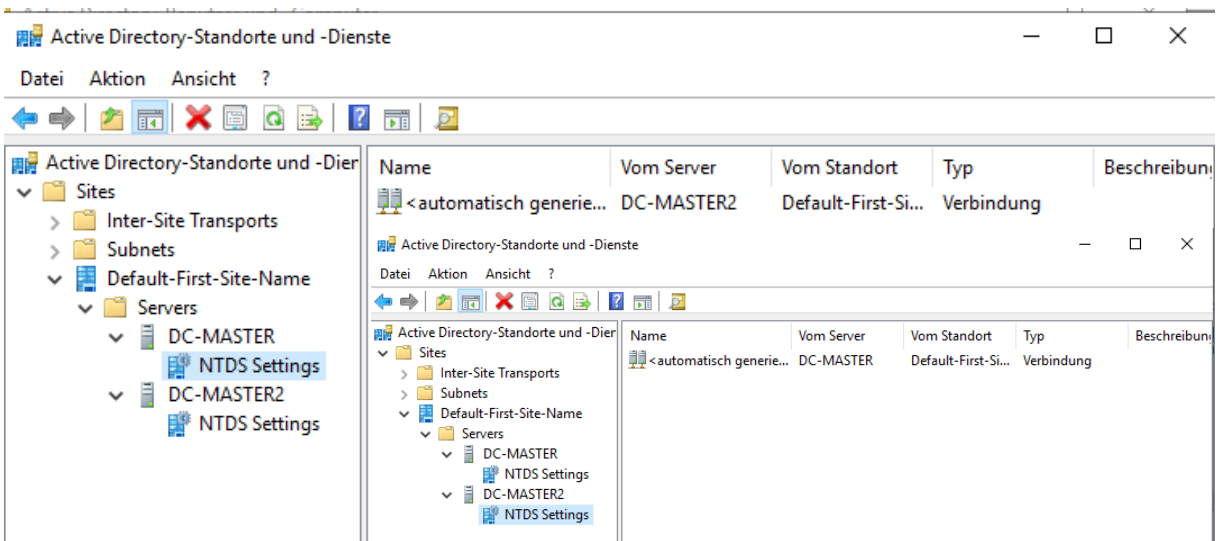 Active Directory-Standorte und -Dienste
Datei Aktion Ansicht ?
Active Directory-Standorte und -Dien
Sites
Inter-Site Transports
Subnets
Default-First-Site-Name
Servers
DC-MASTER
NTDS Settings
DC-MASTER2
NTDS Settings
Name Vom Server Vom Standort Typ Beschreibung
<automatisch generie... DC-MASTER2 Default-First-Si... Verbindung
Active Directory-Standorte und -Dienste
Datei Aktion Ansicht ?
Active Directory-Standorte und -Dien
Sites
Inter-Site Transports
Subnets
Default-First-Site-Name
Servers
DC-MASTER
NTDS Settings
DC-MASTER2
NTDS Settings
Name Vom Server Vom Standort Typ Beschreibung
<automatisch generie... DC-MASTER Default-First-Si... Verbindung